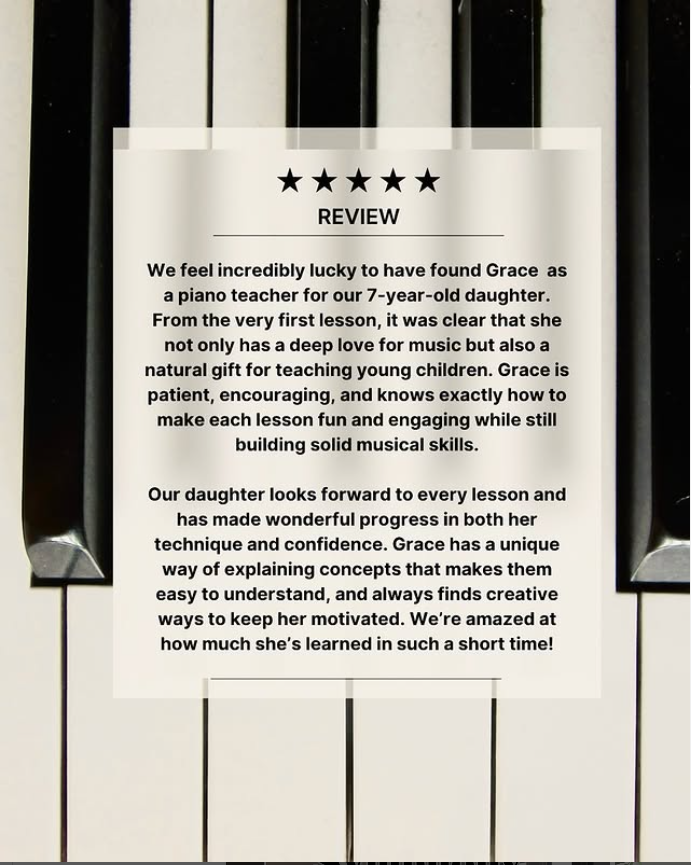 ★★★★★
REVIEW
We feel incredibly lucky to have found Grace as
a piano teacher for our 7-year-old daughter.
From the very first lesson, it was clear that she
not only has a deep love for music but also a
natural gift for teaching young children. Grace is
patient, encouraging, and knows exactly how to
make each lesson fun and engaging while still
building solid musical skills.
Our daughter looks forward to every lesson and
has made wonderful progress in both her
technique and confidence. Grace has a unique
way of explaining concepts that makes them
easy to understand, and always finds creative
ways to keep her motivated. We’re amazed at
how much she’s learned in such a short time!